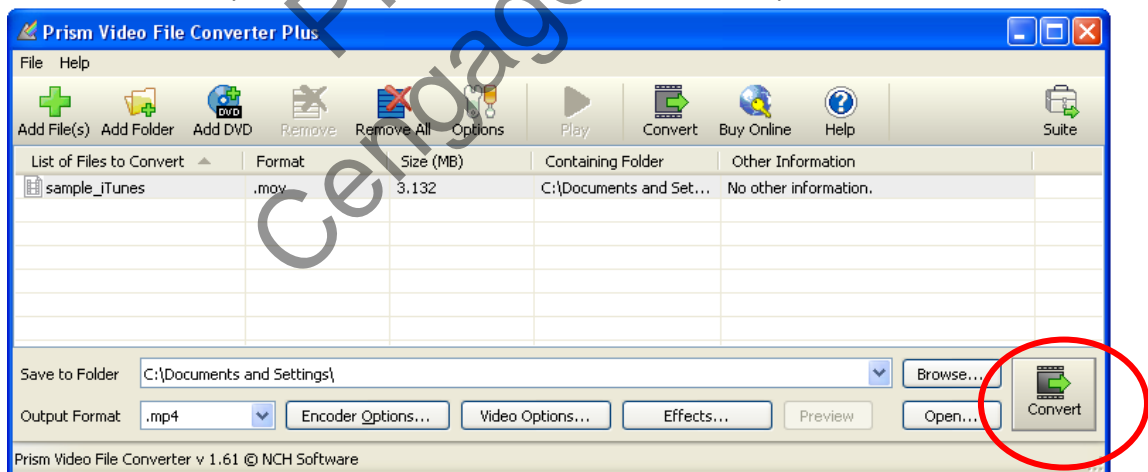 Prism Video File Converter Plus
File Help
Add File(s) Add Folder Add DVD Remove Remove All Options Play Convert Buy Online Help Suite
List of Files to Convert Format Size (MB) Containing Folder Other Information
sample_iTunes .mov 3.132 C:\Documents and Set... No other information.
Save to Folder C:\Documents and Settings\ Browse...
Output Format .mp4 Encoder Options... Video Options... Effects... Preview Open... Convert
Prism Video File Converter v 1.61 © NCH Software
Cengage